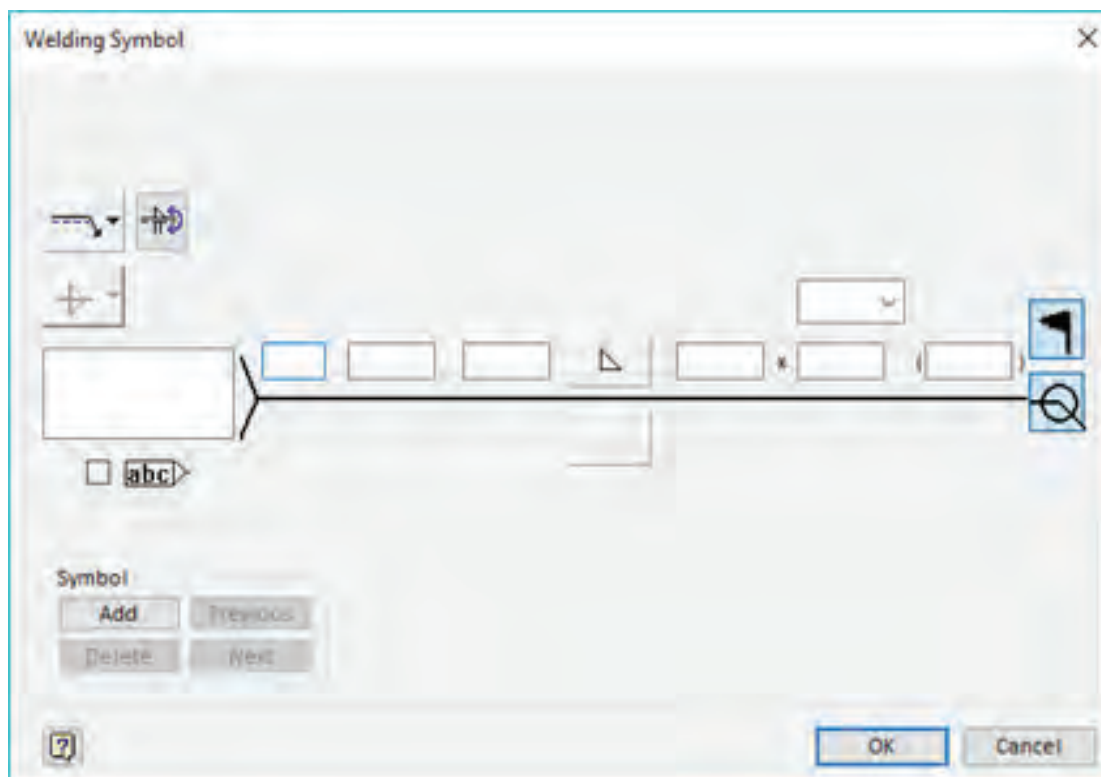 Welding Symbol
× ( )
abc
Symbol
Add Previous
Delete Next
?
OK Cancel